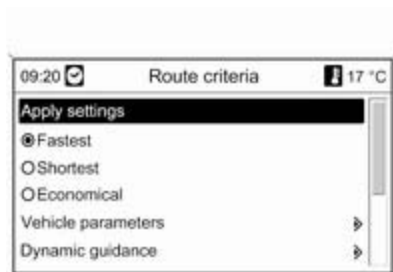 09:20 Route criteria 17 °C
Apply settings
Fastest
Shortest
Economical
Vehicle parameters
Dynamic guidance